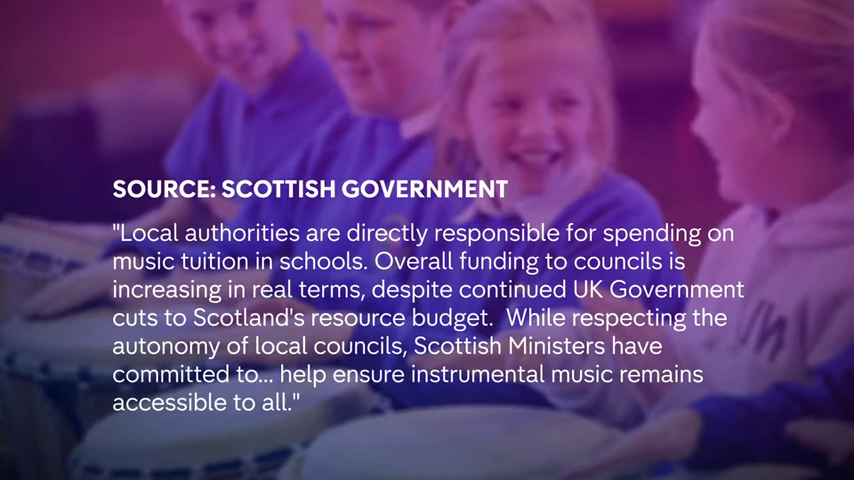 SOURCE: SCOTTISH GOVERNMENT
"Local authorities are directly responsible for spending on
music tuition in schools. Overall funding to councils is
increasing in real terms, despite continued UK Government
cuts to Scotland's resource budget.  While respecting the
autonomy of local councils, Scottish Ministers have
committed to... help ensure instrumental music remains
accessible to all."